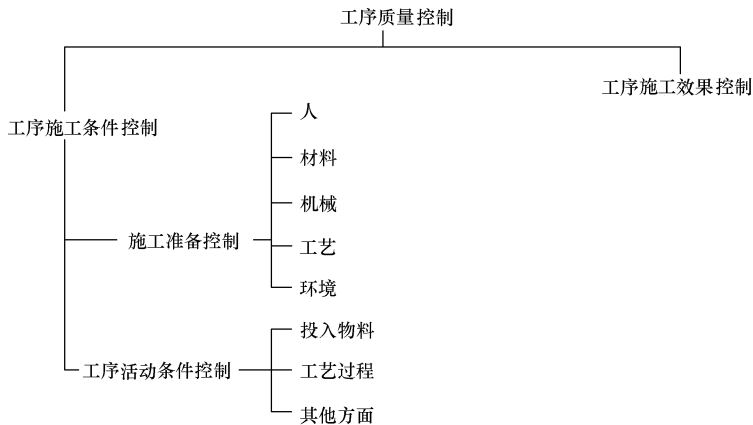 工序质量控制
工序施工效果控制
工序施工条件控制
人
材料
机械
施工准备控制
工艺
环境
投入物料
工序活动条件控制
工艺过程
其他方面